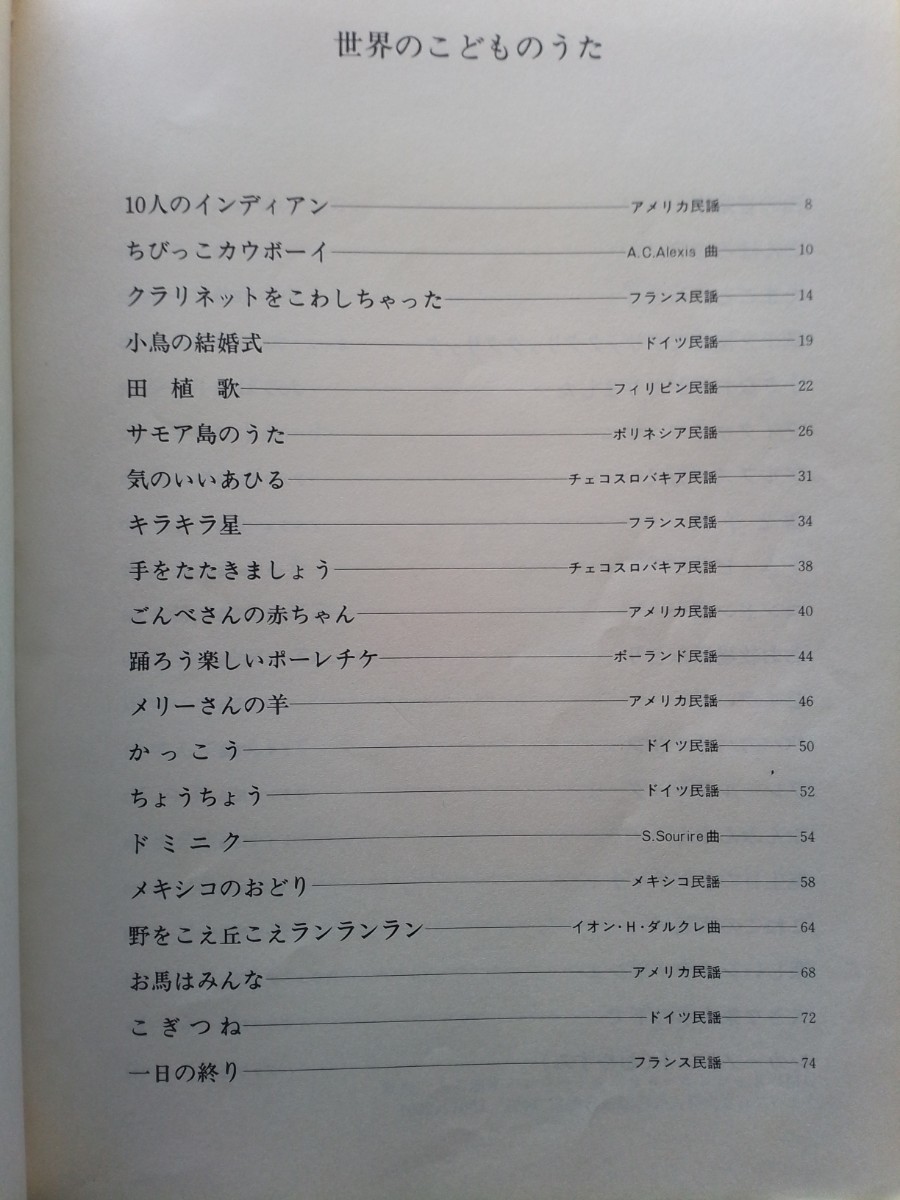 世界のこどものうた
10人のインディアン アメリカ民謡 8
ちびっこカウボーイ A.C.Alexis 曲 10
クラリネットをこわしちゃった フランス民謡 14
小鳥の結婚式 ドイツ民謡 19
田植歌 フィリピン民謡 22
サモア島のうた ポリネシア民謡 26
気のいいあひる チェコスロバキア民謡 31
キラキラ星 フランス民謡 34
手をたたきましょう チェコスロバキア民謡 38
ごんべさんの赤ちゃん アメリカ民謡 40
踊ろう楽しいポーレチケ ポーランド民謡 44
メリーさんの羊 アメリカ民謡 46
かっこう ドイツ民謡 50
ちょうちょう ドイツ民謡 52
ドミニク S.Sourire曲 54
メキシコのおどり メキシコ民謡 58
野をこえ丘こえランランラン イオン・H・ダルクレ曲 64
お馬はみんな アメリカ民謡 68
こぎつね ドイツ民謡 72
一日の終り フランス民謡 74